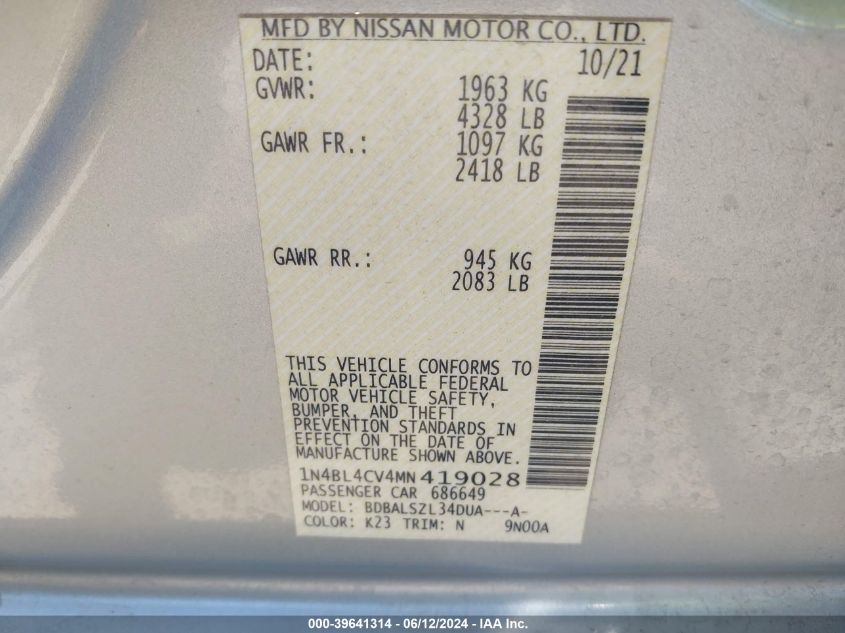 MFD BY NISSAN MOTOR CO., LTD.
DATE: 10/21
GVWR: 1963 KG
4328 LB
GAWR FR.: 1097 KG
2418 LB
GAWR RR.: 945 KG
2083 LB
THIS VEHICLE CONFORMS TO
ALL APPLICABLE FEDERAL
MOTOR VEHICLE SAFETY,
BUMPER, AND THEFT
PREVENTION STANDARDS IN
EFFECT ON THE DATE OF
MANUFACTURE SHOWN ABOVE.
1N4BL4CV4MN419028
PASSENGER CAR 686649
MODEL: BDBALSZL34DUA---A-
COLOR: K23 TRIM: N 9N00A
000-39641314 - 06/12/2024 - IAA Inc.